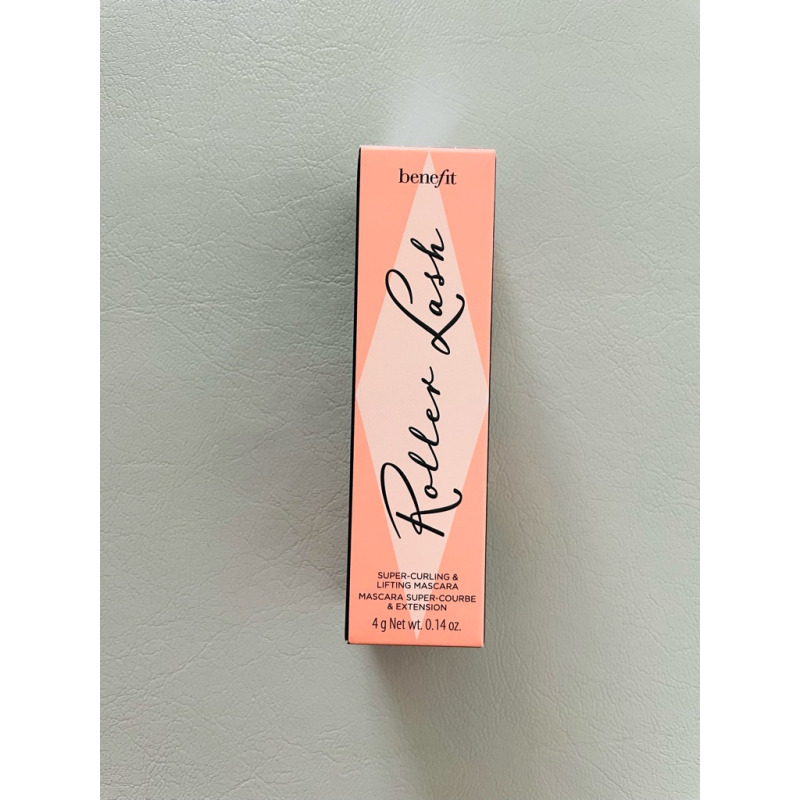 benefit
Roller Lash
SUPER-CURLING &
LIFTING MASCARA
MASCARA SUPER-COURBE
& EXTENSION
4 g Net wt. 0.14 oz.